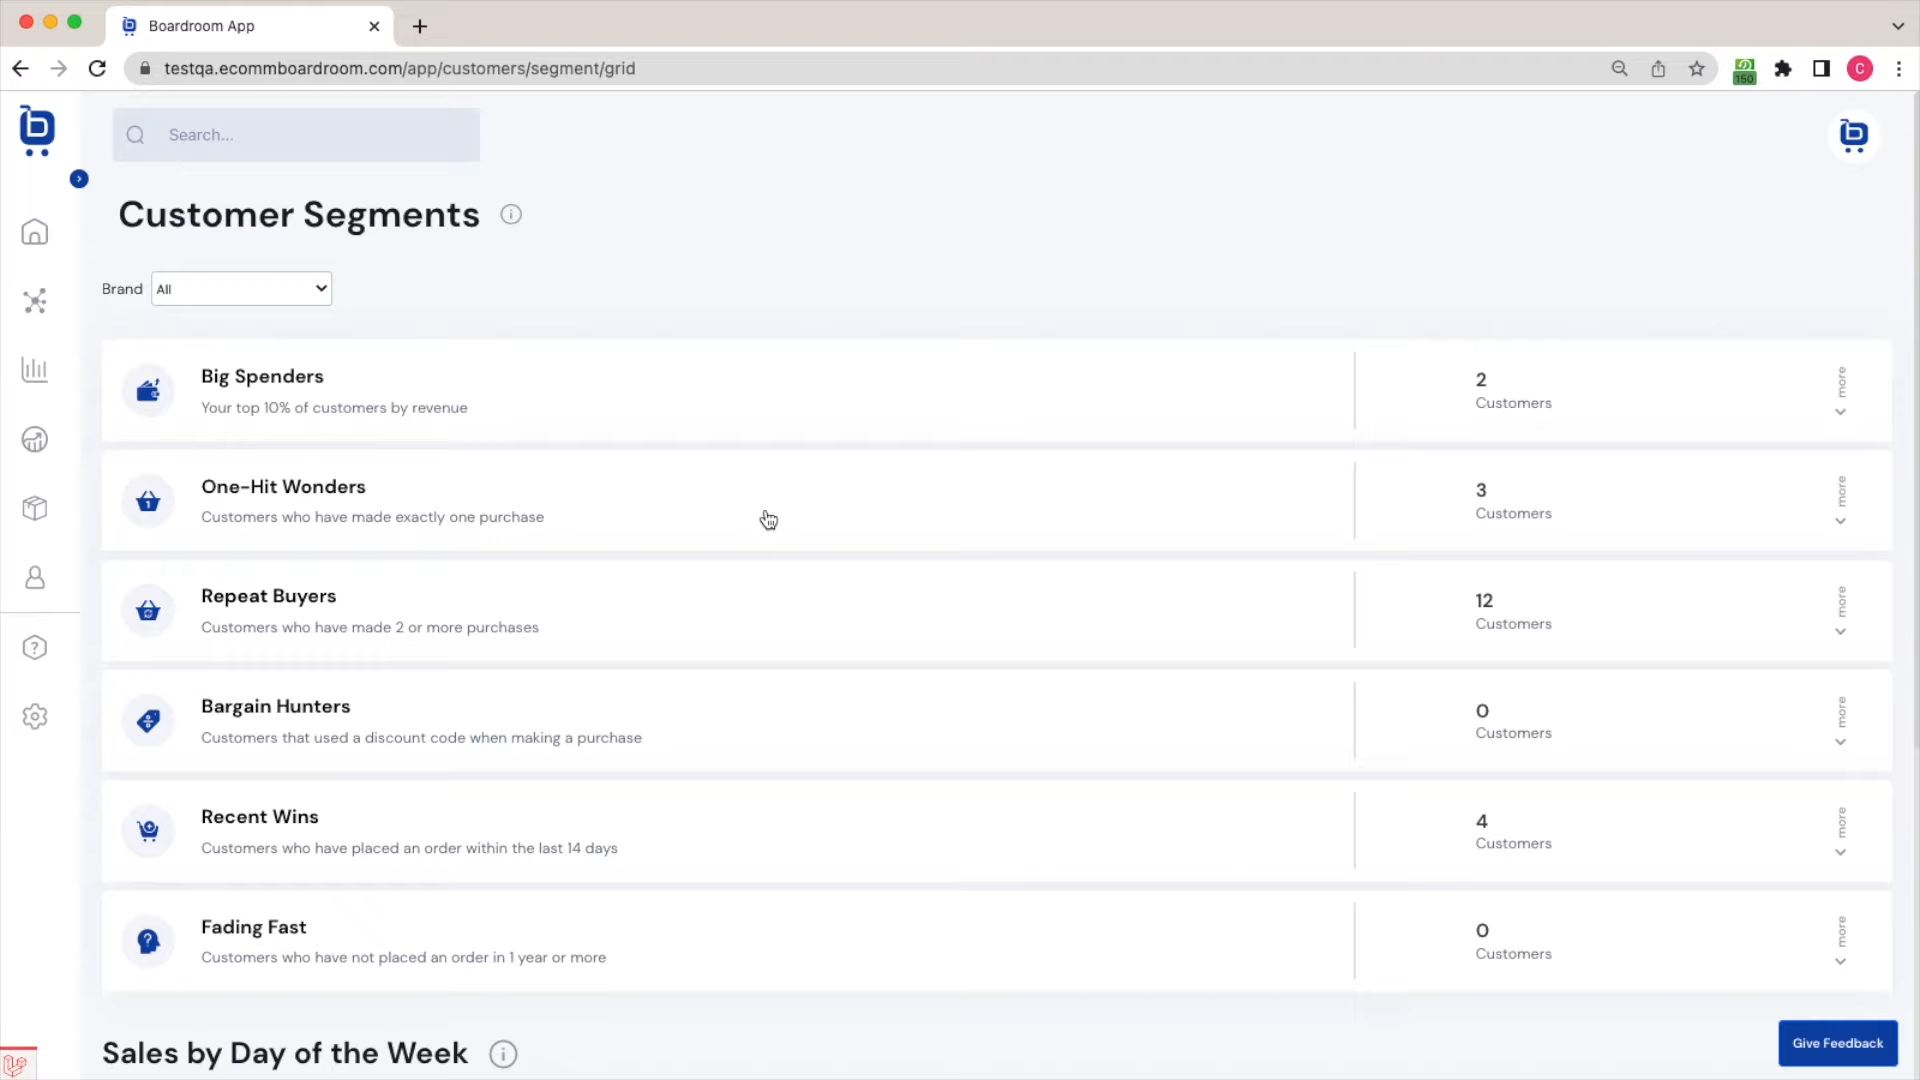 Boardroom App
testqa.ecommboardroom.com/app/customers/segment/grid
150
C
Search...
Customer Segments
Brand All
Big Spenders
Your top 10% of customers by revenue
2
Customers
more
One-Hit Wonders
Customers who have made exactly one purchase
3
Customers
more
Repeat Buyers
Customers who have made 2 or more purchases
12
Customers
more
Bargain Hunters
Customers that used a discount code when making a purchase
0
Customers
more
Recent Wins
Customers who have placed an order within the last 14 days
4
Customers
more
Fading Fast
Customers who have not placed an order in 1 year or more
0
Customers
more
Sales by Day of the Week
Give Feedback